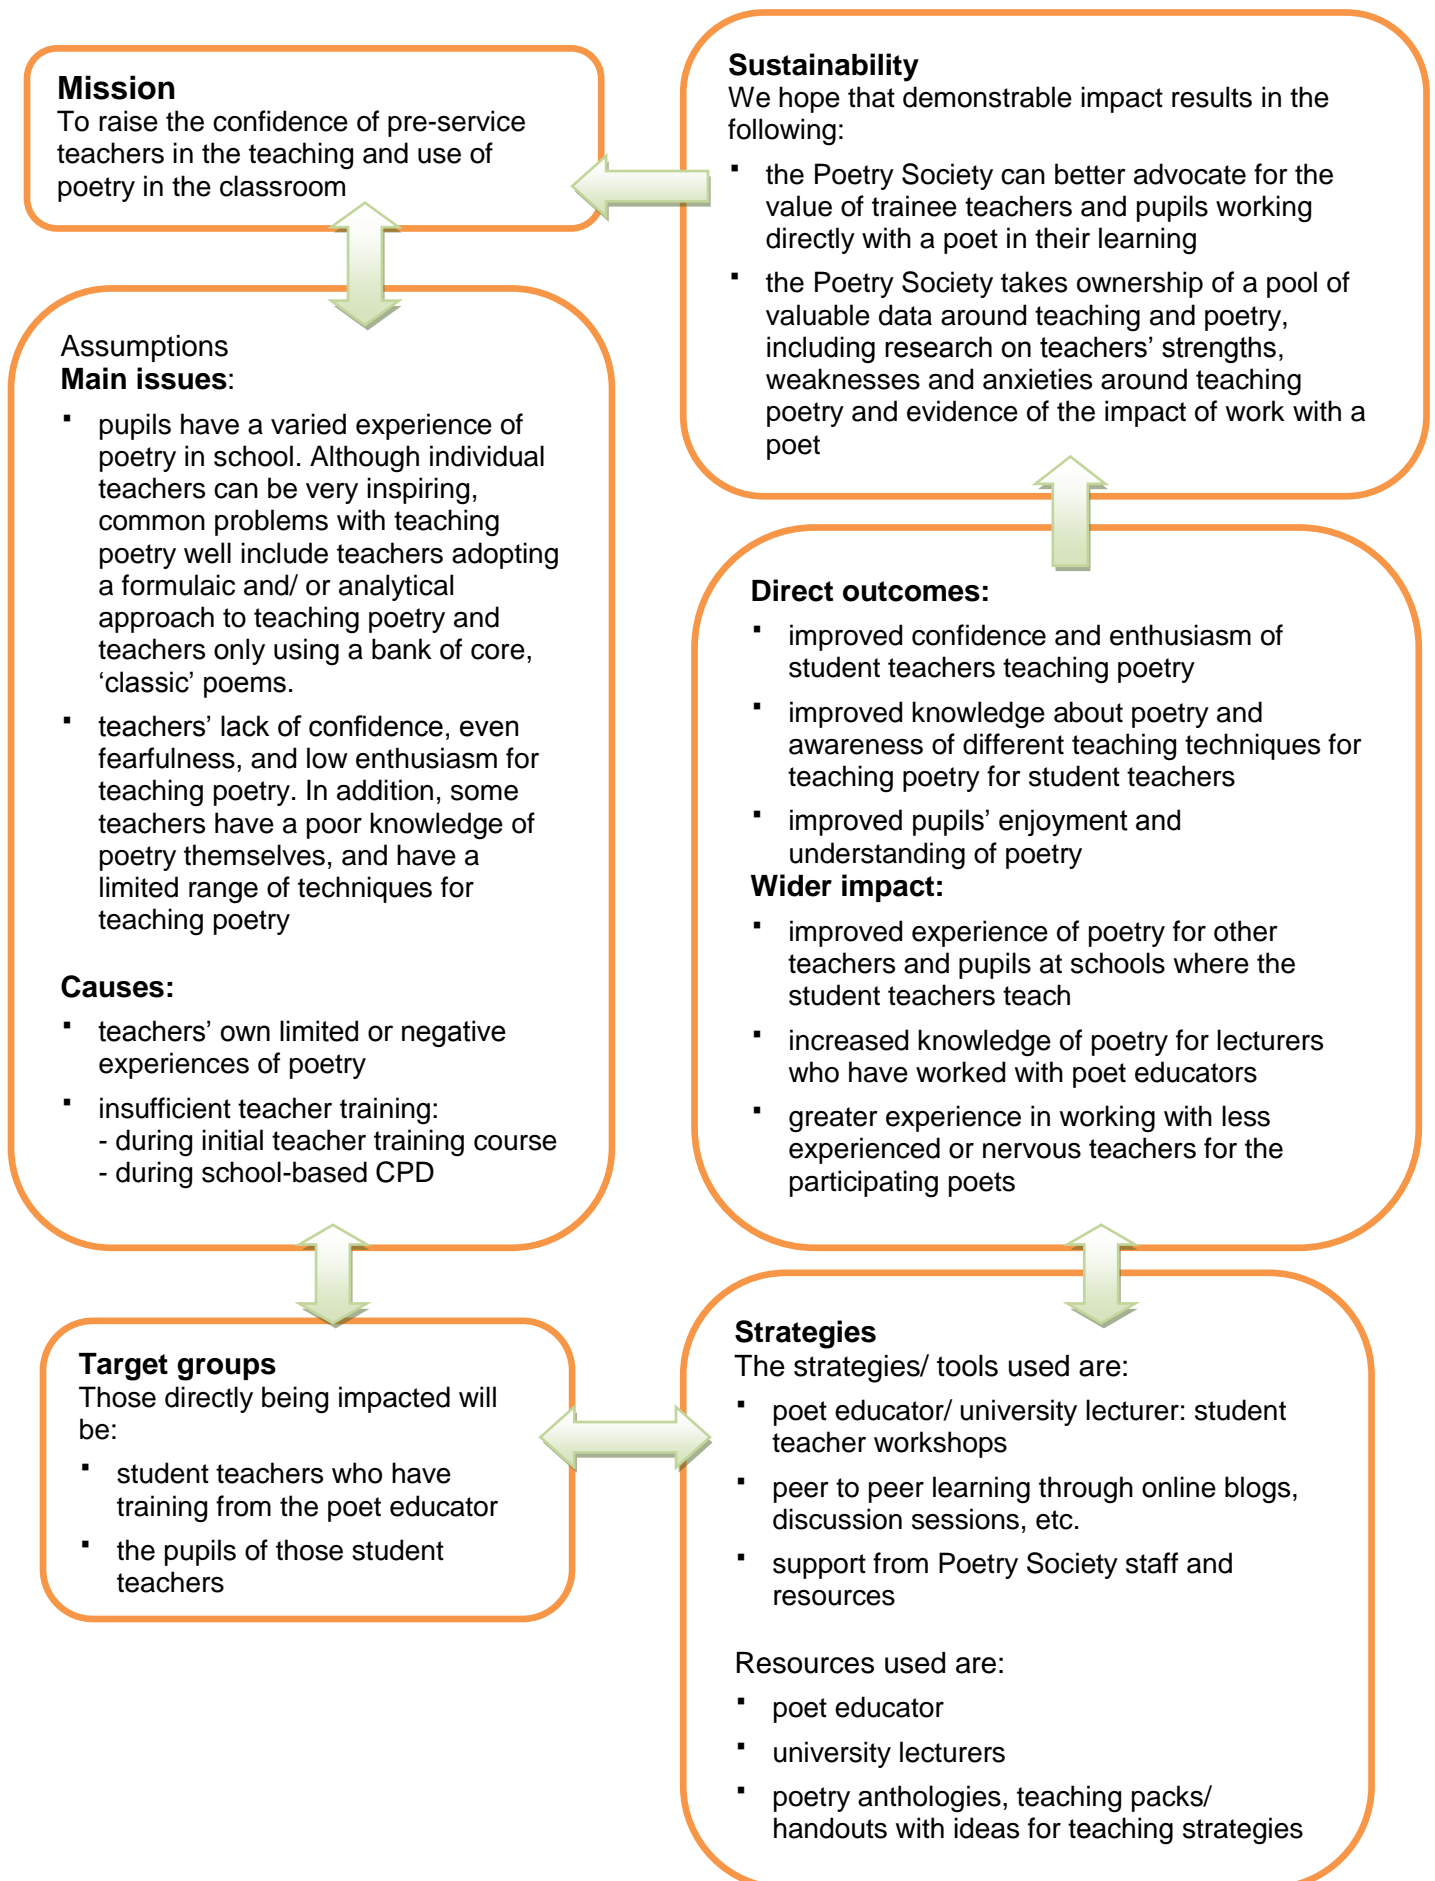 Mission
To raise the confidence of pre-service
teachers in the teaching and use of
poetry in the classroom
Assumptions
Main issues:
▪ pupils have a varied experience of
poetry in school. Although individual
teachers can be very inspiring,
common problems with teaching
poetry well include teachers adopting
a formulaic and/ or analytical
approach to teaching poetry and
teachers only using a bank of core,
‘classic’ poems.
▪ teachers’ lack of confidence, even
fearfulness, and low enthusiasm for
teaching poetry. In addition, some
teachers have a poor knowledge of
poetry themselves, and have a
limited range of techniques for
teaching poetry
Causes:
▪ teachers’ own limited or negative
experiences of poetry
▪ insufficient teacher training:
- during initial teacher training course
- during school-based CPD
Target groups
Those directly being impacted will
be:
▪ student teachers who have
training from the poet educator
▪ the pupils of those student
teachers
Sustainability
We hope that demonstrable impact results in the
following:
▪ the Poetry Society can better advocate for the
value of trainee teachers and pupils working
directly with a poet in their learning
▪ the Poetry Society takes ownership of a pool of
valuable data around teaching and poetry,
including research on teachers’ strengths,
weaknesses and anxieties around teaching
poetry and evidence of the impact of work with a
poet
Direct outcomes:
▪ improved confidence and enthusiasm of
student teachers teaching poetry
▪ improved knowledge about poetry and
awareness of different teaching techniques for
teaching poetry for student teachers
▪ improved pupils’ enjoyment and
understanding of poetry
Wider impact:
▪ improved experience of poetry for other
teachers and pupils at schools where the
student teachers teach
▪ increased knowledge of poetry for lecturers
who have worked with poet educators
▪ greater experience in working with less
experienced or nervous teachers for the
participating poets
Strategies
The strategies/ tools used are:
▪ poet educator/ university lecturer: student
teacher workshops
▪ peer to peer learning through online blogs,
discussion sessions, etc.
▪ support from Poetry Society staff and
resources
Resources used are:
▪ poet educator
▪ university lecturers
▪ poetry anthologies, teaching packs/
handouts with ideas for teaching strategies